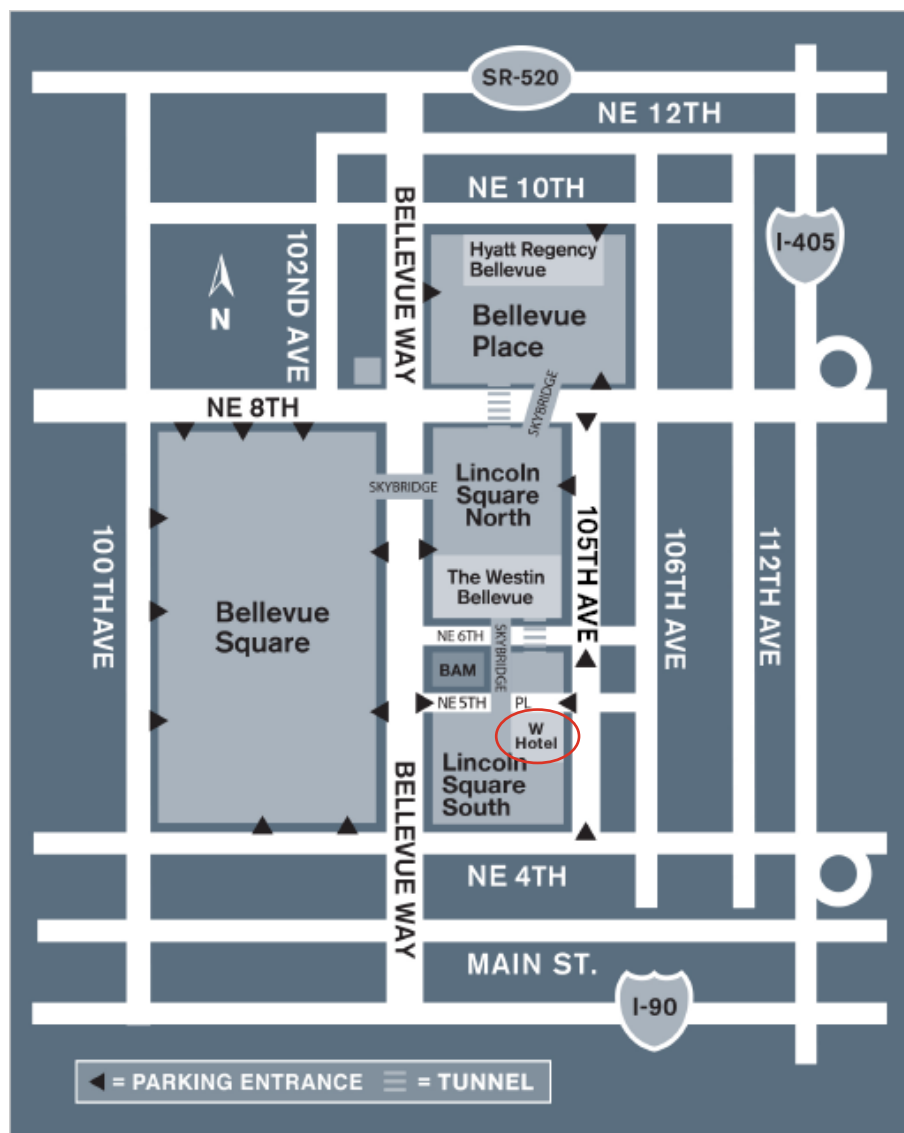 SR-520
NE 12TH
NE 10TH
BELLEVUE WAY
102ND AVE
I-405
Hyatt Regency
Bellevue
N
Bellevue
Place
NE 8TH
SKYBRIDGE
SKYBRIDGE
Lincoln
Square
North
100TH AVE
105TH AVE
106TH AVE
112TH AVE
The Westin
Bellevue
Bellevue
Square
NE 6TH
SKYBRIDGE
BAM
NE 5TH PL
W
Hotel
Lincoln
Square
South
BELLEVUE WAY
NE 4TH
MAIN ST.
I-90
= PARKING ENTRANCE = TUNNEL